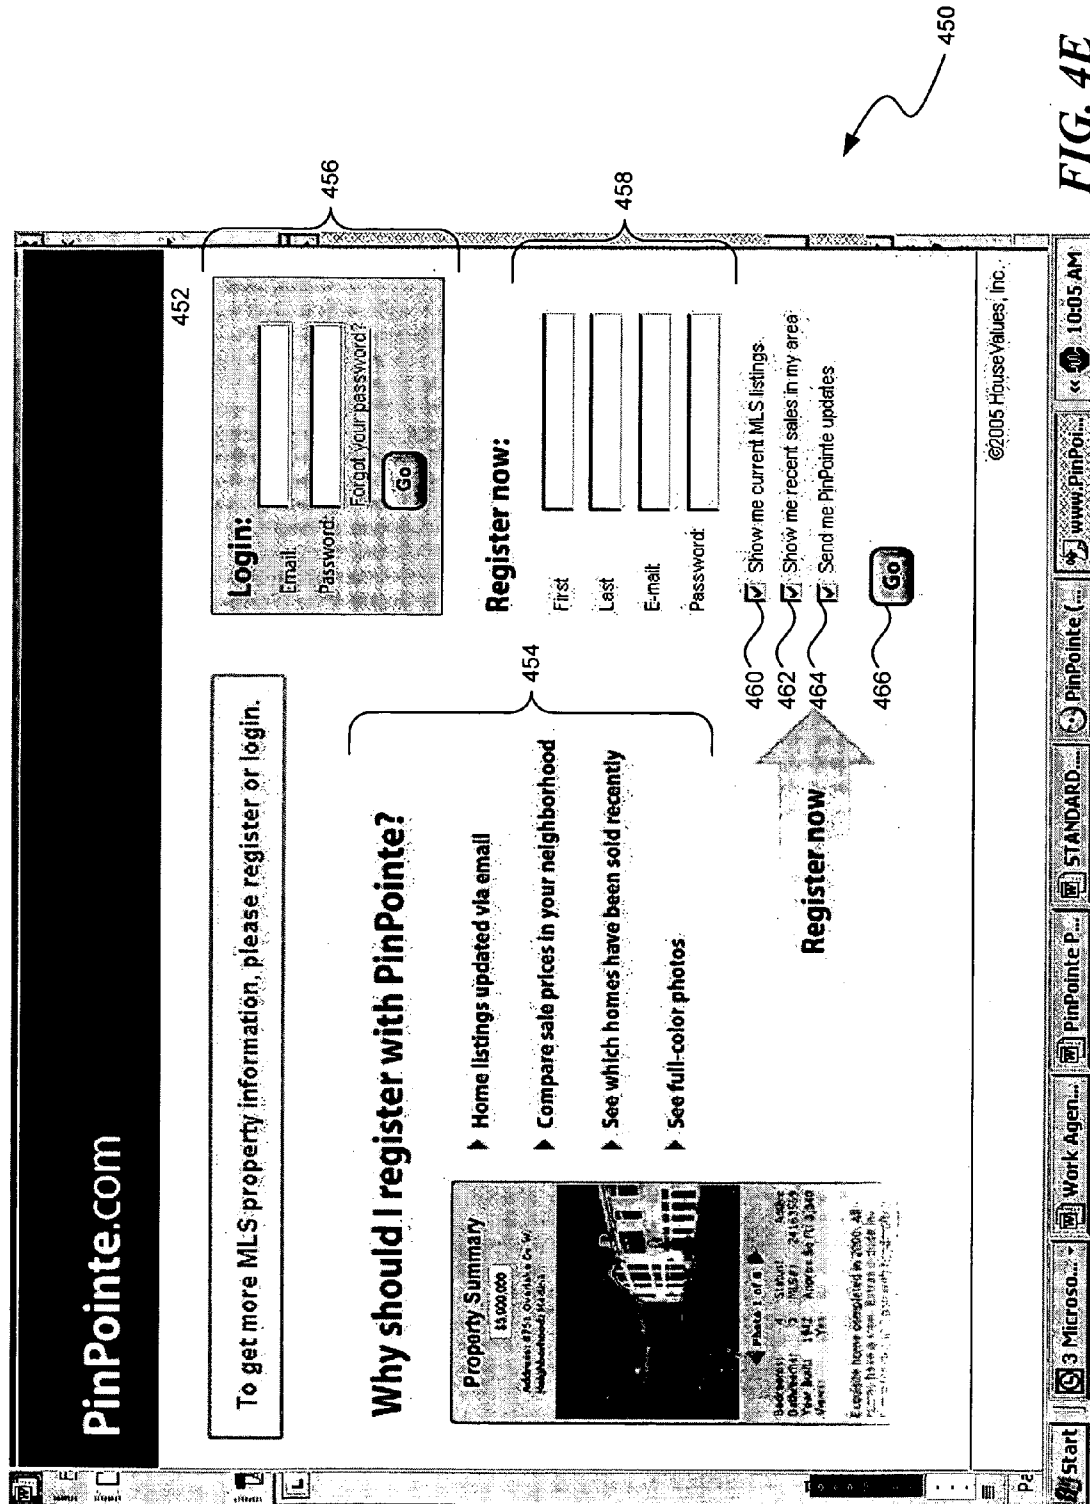 PinPointe.com
452
To get more MLS property information, please register or login.
Why should I register with PinPointe?
Property Summary
Photo 1 of 8
Home listings updated via email
Compare sale prices in your neighborhood
See which homes have been sold recently
See full-color photos
454
Register now
Login:
Email:
Password:
Forgot your password?
Go
456
Register now:
First
Last
E-mail:
Password:
458
460
Show me current MLS listings
462
Show me recent sales in my area
464
Send me PinPointe updates
466
Go
©2005 HouseValues, Inc.
Start
3 Microso...
Work Agen...
PinPointe P...
STANDARD....
PinPointe (....
www.PinPoi...
10:05 AM
450
FIG. 4E